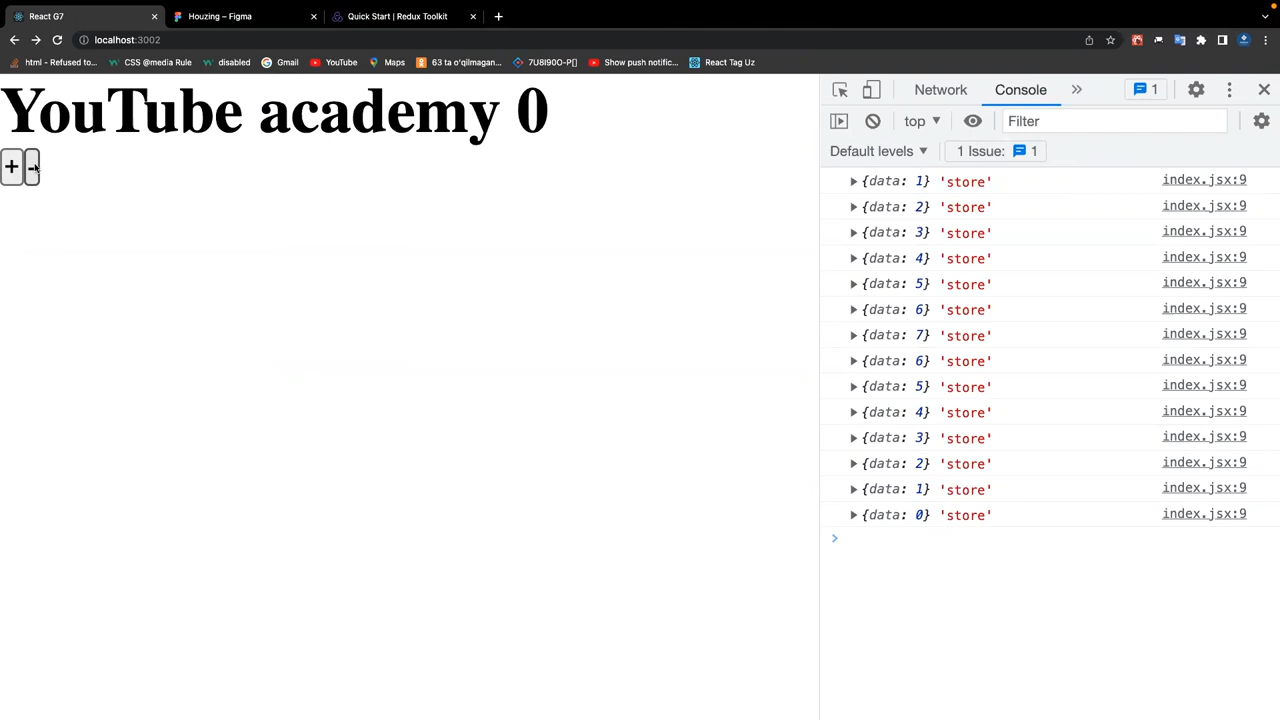 React G7
Houzing – Figma
Quick Start | Redux Toolkit
localhost:3002
html - Refused to...
CSS @media Rule
disabled
Gmail
YouTube
Maps
63 ta o'qilmagan...
7U8I90O-P[]
Show push notific...
React Tag Uz
YouTube academy 0
+ -
Network Console » 1
top Filter
Default levels 1 Issue: 1
{data: 1} 'store' index.jsx:9
{data: 2} 'store' index.jsx:9
{data: 3} 'store' index.jsx:9
{data: 4} 'store' index.jsx:9
{data: 5} 'store' index.jsx:9
{data: 6} 'store' index.jsx:9
{data: 7} 'store' index.jsx:9
{data: 6} 'store' index.jsx:9
{data: 5} 'store' index.jsx:9
{data: 4} 'store' index.jsx:9
{data: 3} 'store' index.jsx:9
{data: 2} 'store' index.jsx:9
{data: 1} 'store' index.jsx:9
{data: 0} 'store' index.jsx:9